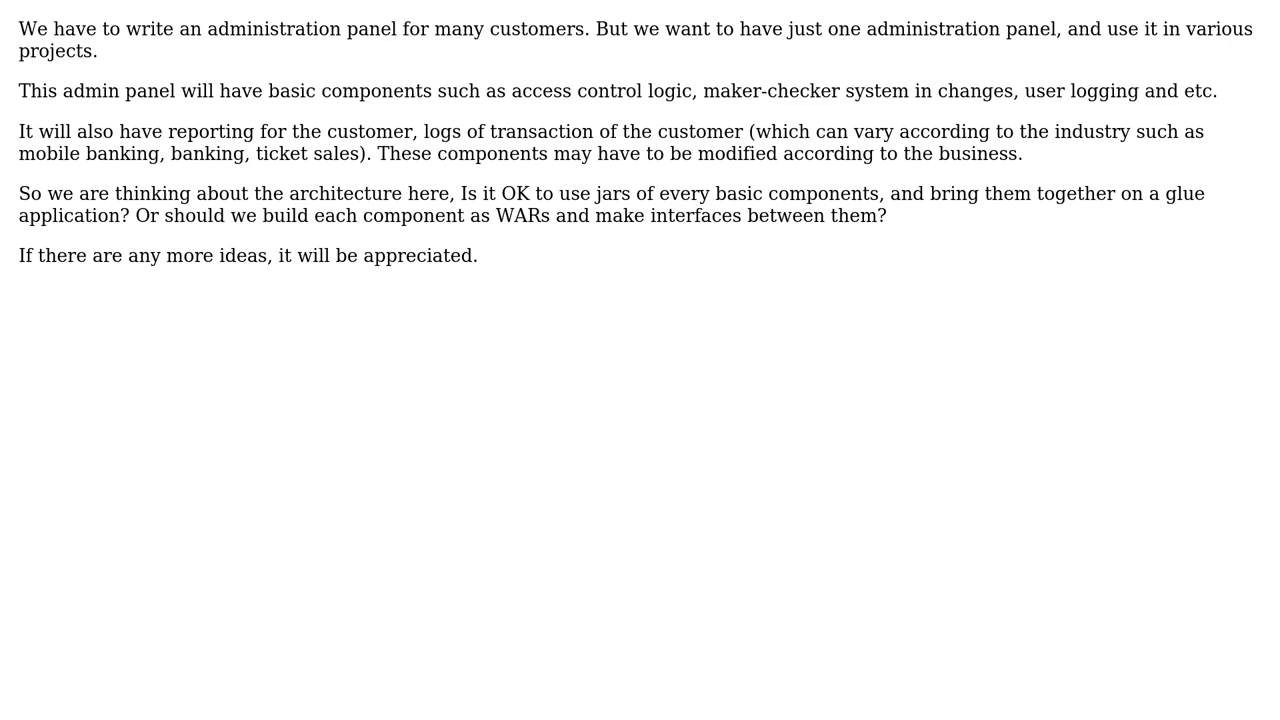 We have to write an administration panel for many customers. But we want to have just one administration panel, and use it in various
projects.
This admin panel will have basic components such as access control logic, maker-checker system in changes, user logging and etc.
It will also have reporting for the customer, logs of transaction of the customer (which can vary according to the industry such as
mobile banking, banking, ticket sales). These components may have to be modified according to the business.
So we are thinking about the architecture here, Is it OK to use jars of every basic components, and bring them together on a glue
application? Or should we build each component as WARs and make interfaces between them?
If there are any more ideas, it will be appreciated.